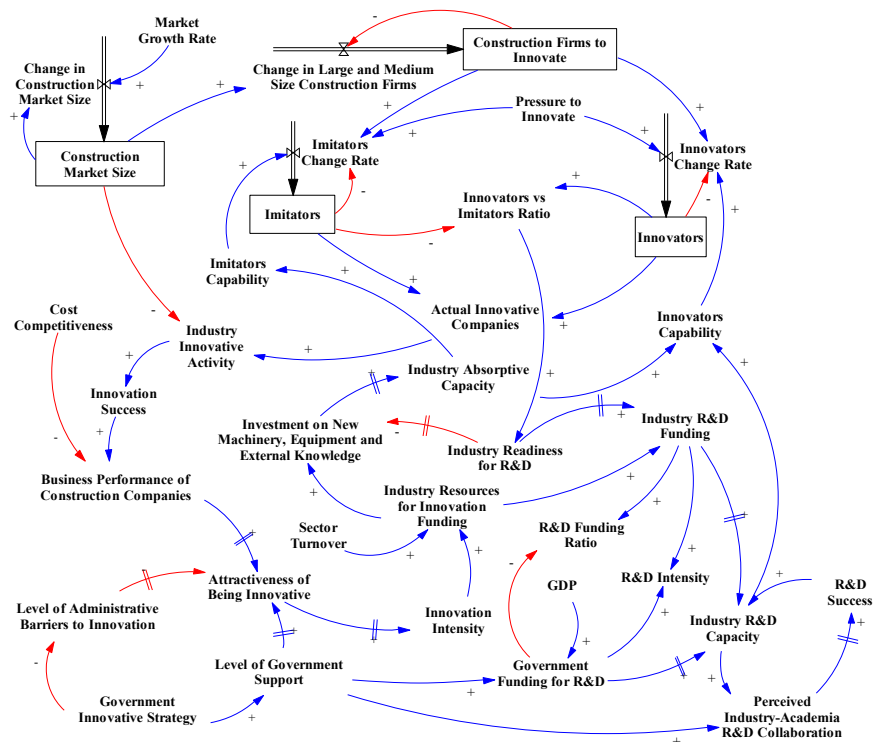 Market
Growth Rate
-
Construction Firms to
Innovate
Change in
Construction
Market Size
+
Change in Large and Medium
Size Construction Firms
+
+
+
+
Pressure to
Innovate
+
+
Construction
Market Size
+
Imitators
Change Rate
+
Innovators
Change Rate
-
+
-
Imitators
Innovators vs
Imitators Ratio
Innovators
+
-
Imitators
Capability
+
+
+
Cost
Competitiveness
-
Industry
Innovative
Activity
Actual Innovative
Companies
+
Innovators
Capability
+
+
+
Industry Absorptive
Capacity
+
+
+
Innovation
Success
+
+
Investment on New
Machinery, Equipment and
External Knowledge
-
Industry Readiness
for R&D
+
Industry R&D
Funding
-
Business Performance of
Construction Companies
+
Industry Resources
for Innovation
Funding
+
Sector
Turnover
+
+
R&D Funding
Ratio
+
+
+
-
Attractiveness of
Being Innovative
-
GDP
R&D Intensity
+
R&D
Success
Level of Administrative
Barriers to Innovation
+
+
Innovation
Intensity
+
+
Industry R&D
Capacity
+
+
-
Level of Government
Support
Government
Funding for R&D
+
+
+
Government
Innovative Strategy
+
Perceived
Industry-Academia
R&D Collaboration
+